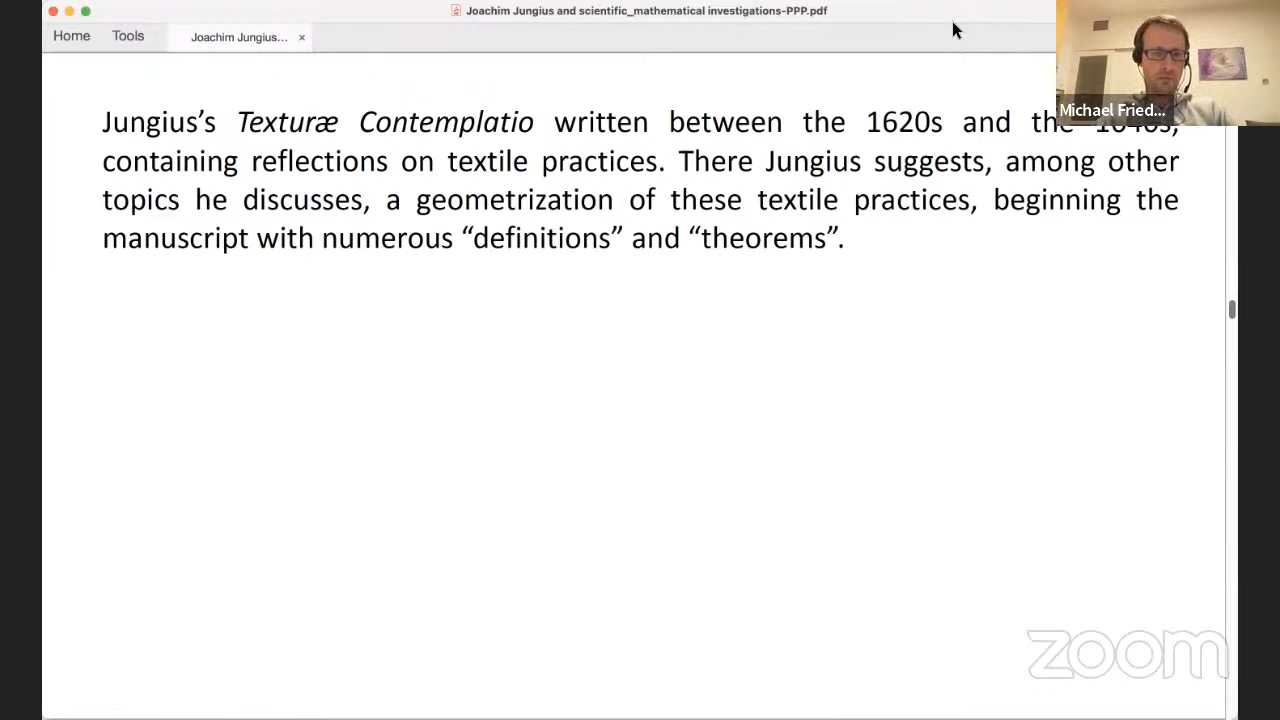 Joachim Jungius and scientific_mathematical investigations-PPP.pdf
Home Tools Joachim Jungius... ×
Michael Fried...
Jungius’s Texturæ Contemplatio written between the 1620s and the
containing reflections on textile practices. There Jungius suggests, among other
topics he discusses, a geometrization of these textile practices, beginning the
manuscript with numerous “definitions” and “theorems”.
zoom